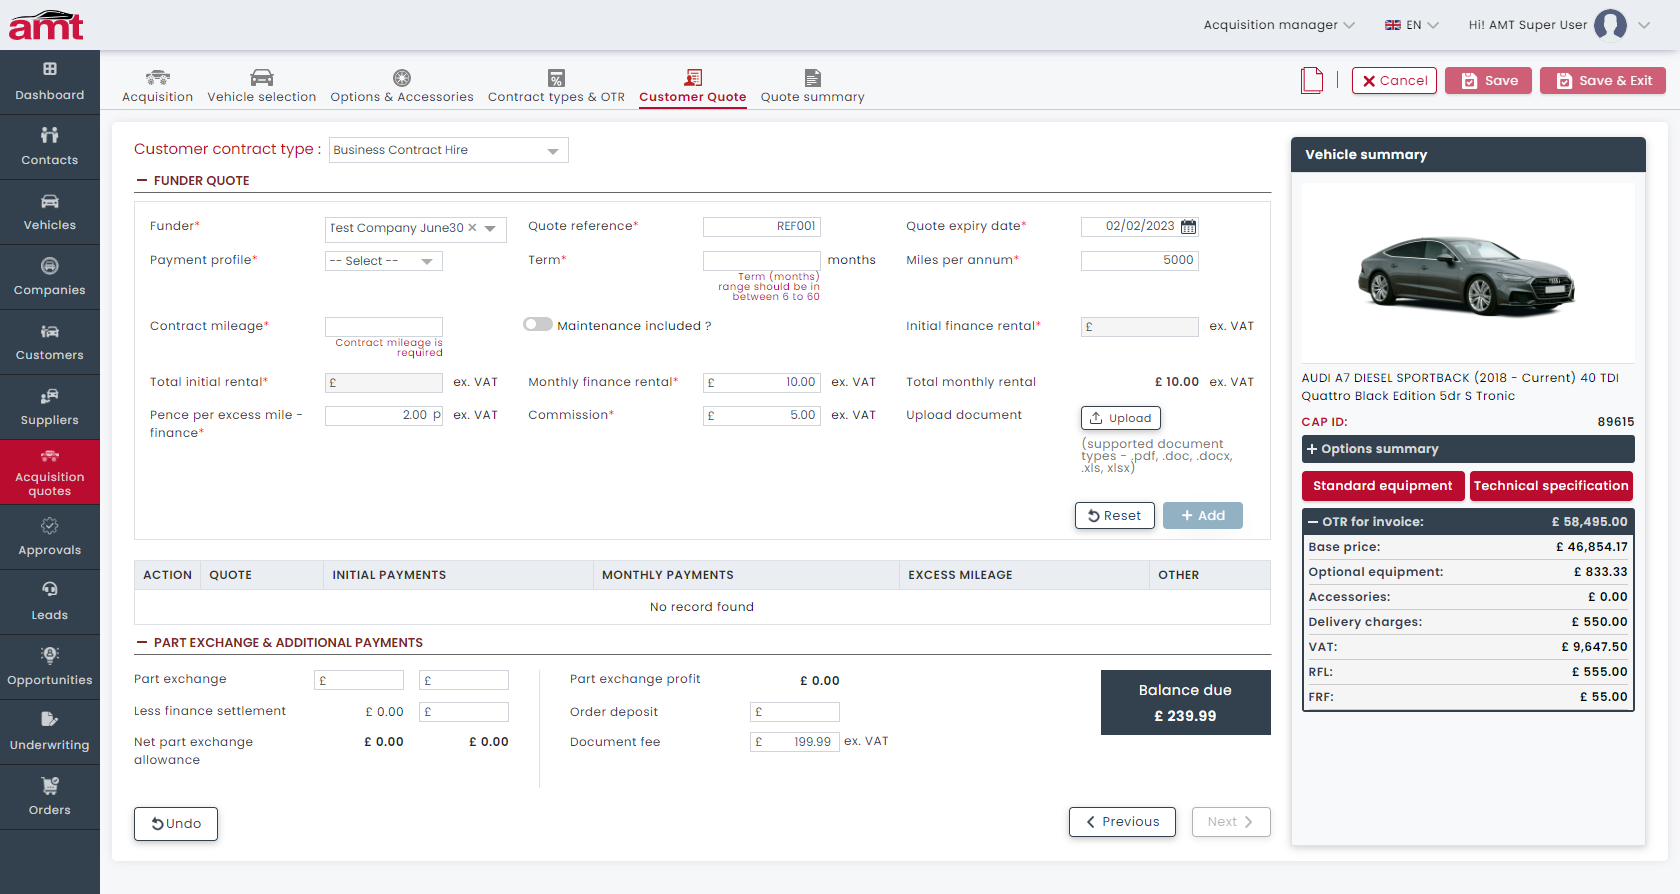 amt
Acquisition manager
EN
Hi! AMT Super User
Dashboard
Contacts
Vehicles
Companies
Customers
Suppliers
Acquisition
quotes
Approvals
Leads
Opportunities
Underwriting
Orders
Acquisition
Vehicle selection
Options & Accessories
Contract types & OTR
Customer Quote
Quote summary
Cancel
Save
Save & Exit
Customer contract type :
Business Contract Hire
FUNDER QUOTE
Funder*
Test Company June30 ×
Quote reference*
REF001
Quote expiry date*
02/02/2023
Payment profile*
-- Select --
Term*
months
Term (months)
range should be in
between 6 to 60
Miles per annum*
5000
Contract mileage*
Contract mileage is
required
Maintenance included ?
Initial finance rental*
£
ex. VAT
Total initial rental*
£
ex. VAT
Monthly finance rental*
£ 10.00
ex. VAT
Total monthly rental
£ 10.00 ex. VAT
Pence per excess mile -
finance*
2.00 p
ex. VAT
Commission*
£ 5.00
ex. VAT
Upload document
Upload
(supported document
types - .pdf, .doc, .docx,
.xls, xlsx)
Reset
+ Add
ACTION QUOTE INITIAL PAYMENTS MONTHLY PAYMENTS EXCESS MILEAGE OTHER
No record found
PART EXCHANGE & ADDITIONAL PAYMENTS
Part exchange
£
£
Less finance settlement
£ 0.00
£
Net part exchange
allowance
£ 0.00
£ 0.00
Part exchange profit
£ 0.00
Order deposit
£
Document fee
£ 199.99 ex. VAT
Balance due
£ 239.99
Undo
Previous
Next
Vehicle summary
AUDI A7 DIESEL SPORTBACK (2018 - Current) 40 TDI
Quattro Black Edition 5dr S Tronic
CAP ID: 89615
+ Options summary
Standard equipment
Technical specification
OTR for invoice: £ 58,495.00
Base price: £ 46,854.17
Optional equipment: £ 833.33
Accessories: £ 0.00
Delivery charges: £ 550.00
VAT: £ 9,647.50
RFL: £ 555.00
FRF: £ 55.00